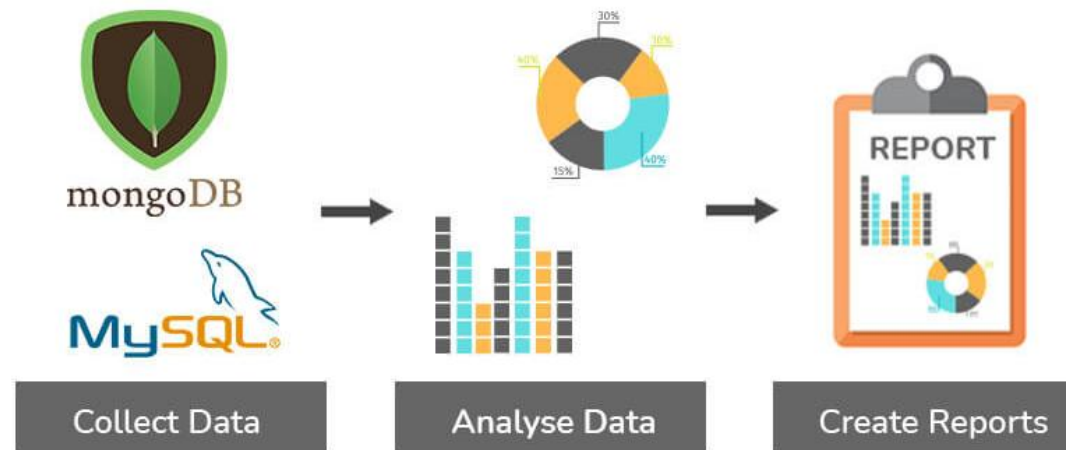 mongoDB
MySQL®
30%
10%
40%
40%
15%
REPORT
Collect Data
Analyse Data
Create Reports